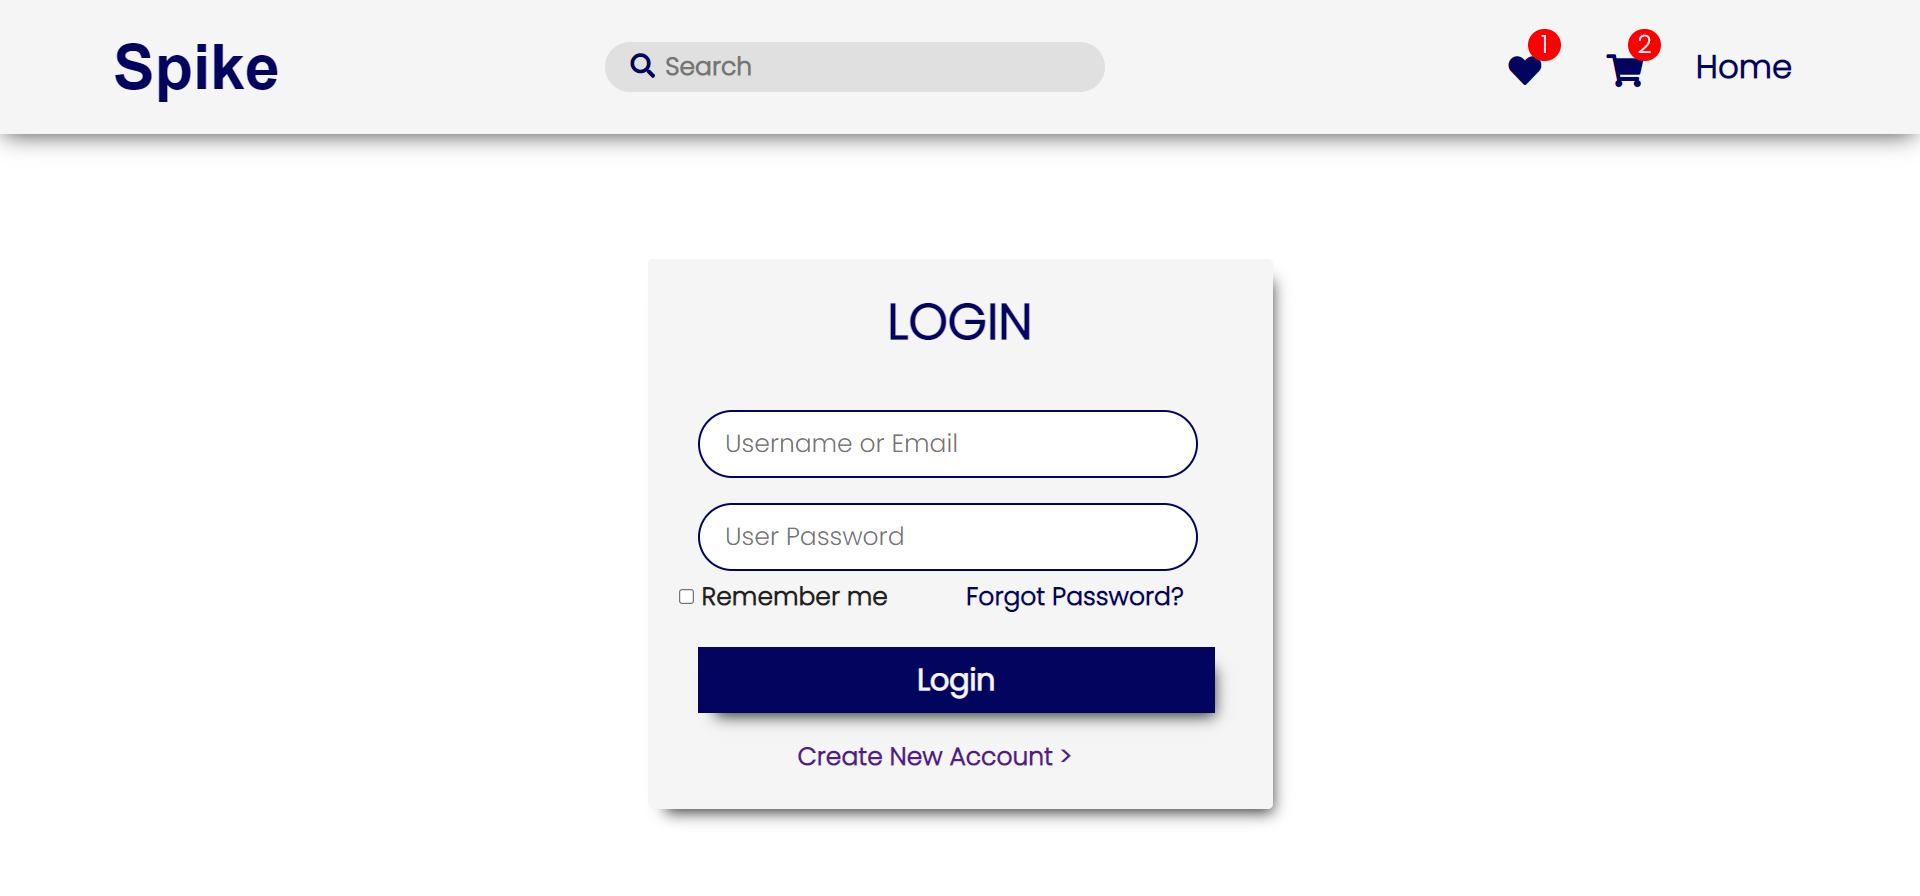 Spike
Search
1
2
Home
LOGIN
Username or Email
User Password
Remember me
Forgot Password?
Login
Create New Account >